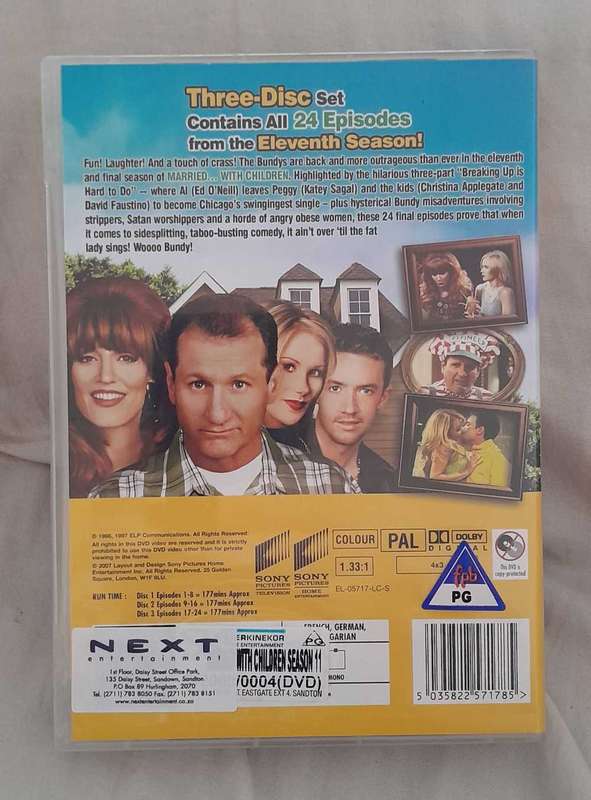 Three-Disc Set
Contains All 24 Episodes
from the Eleventh Season!
Fun! Laughter! And a touch of crass! The Bundys are back and more outrageous than ever in the eleventh
and final season of MARRIED... WITH CHILDREN. Highlighted by the hilarious three-part "Breaking Up is
Hard to Do" – where Al (Ed O'Neill) leaves Peggy (Katey Sagal) and the kids (Christina Applegate and
David Faustino) to become Chicago's swingingest single – plus hysterical Bundy misadventures involving
strippers, Satan worshippers and a horde of angry obese women, these 24 final episodes prove that when
it comes to sidesplitting, taboo-busting comedy, it ain't over 'til the fat
lady sings! Woooo Bundy!
© 1996, 1997 ELP Communications. All Rights Reserved
All rights in this DVD video are reserved and it is strictly
prohibited to use this DVD video other than for private
viewing in the home.
© 2007 Layout and Design Sony Pictures Home
Entertainment Inc. All Rights Reserved. 25 Golden
Square, London, W1F 9LU.
SONY
PICTURES
TELEVISION
SONY
PICTURES
HOME
ENTERTAINMENT
COLOUR
PAL
DOLBY
DIGITAL
1.33:1
4x3
EL-05717-LC-S
This DVD is
copy-protected
fpb
PG
RUN TIME : Disc 1 Episodes 1-8 = 177mins Approx
Disc 2 Episodes 9-16 = 177mins Approx
Disc 3 Episodes 17-24 = 177mins Approx
NEXT
entertainment
1st Floor, Daisy Street Office Park,
135 Daisy Street, Sandown, Sandton
P.O Box 89 Hurlingham, 2070
Tel. (2711) 783 8050 Fax. (2711) 783 8151
www.nextentertainment.co.za
ERKINEKOR
ENTERTAINMENT
PG
WITH CHILDREN SEASON 11
/0004(DVD)
EASTGATE EXT 4. SANDTON
FRENCH, GERMAN,
GARIAN
MONO
5 035822 571785 >